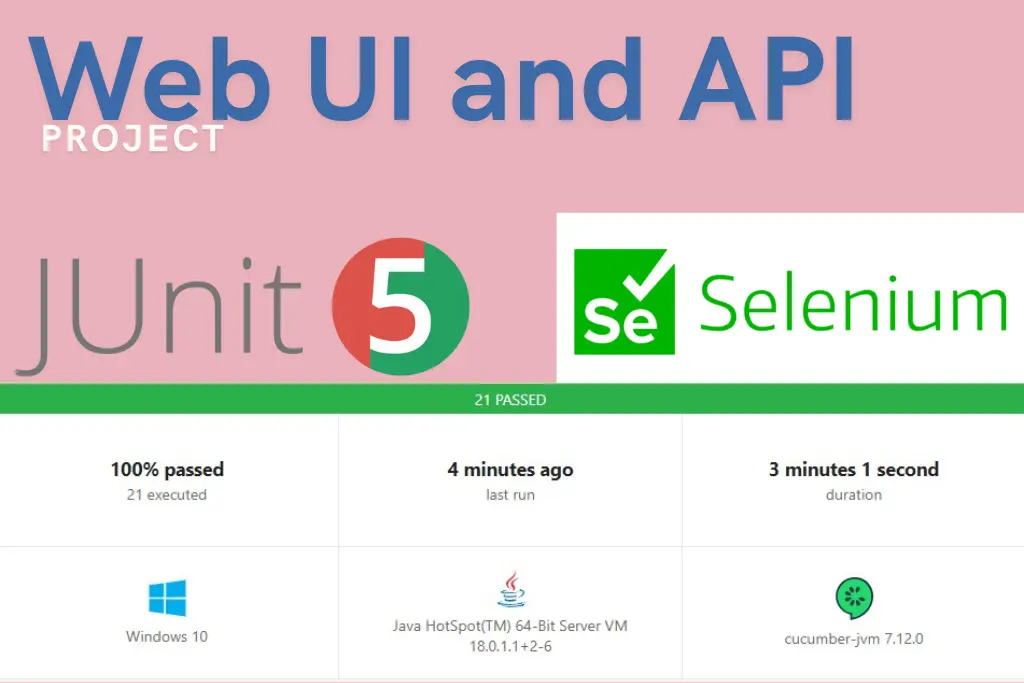 Web UI and API
PROJECT
JUnit 5
Se Selenium
21 PASSED
100% passed
21 executed
4 minutes ago
last run
3 minutes 1 second
duration
Windows 10
Java HotSpot(TM) 64-Bit Server VM
18.0.1.1+2-6
cucumber-jvm 7.12.0